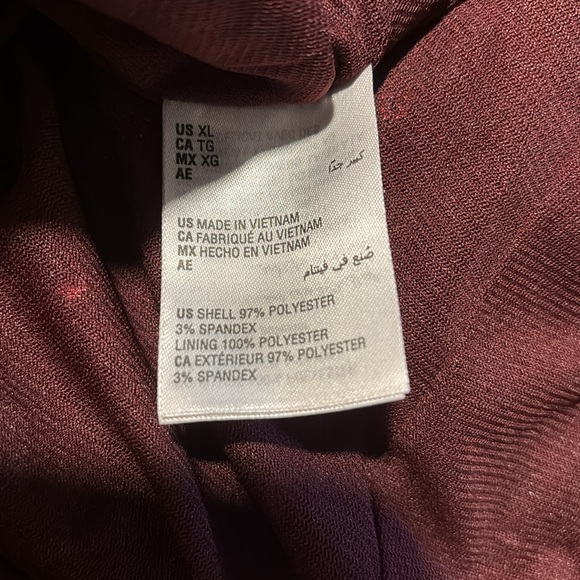 US XL
CA TG
MX XG
AE كبير جدًا
US MADE IN VIETNAM
CA FABRIQUÉ AU VIETNAM
MX HECHO EN VIETNAM
AE صُنع في فيتنام
US SHELL 97% POLYESTER
3% SPANDEX
LINING 100% POLYESTER
CA EXTÉRIEUR 97% POLYESTER
3% SPANDEX